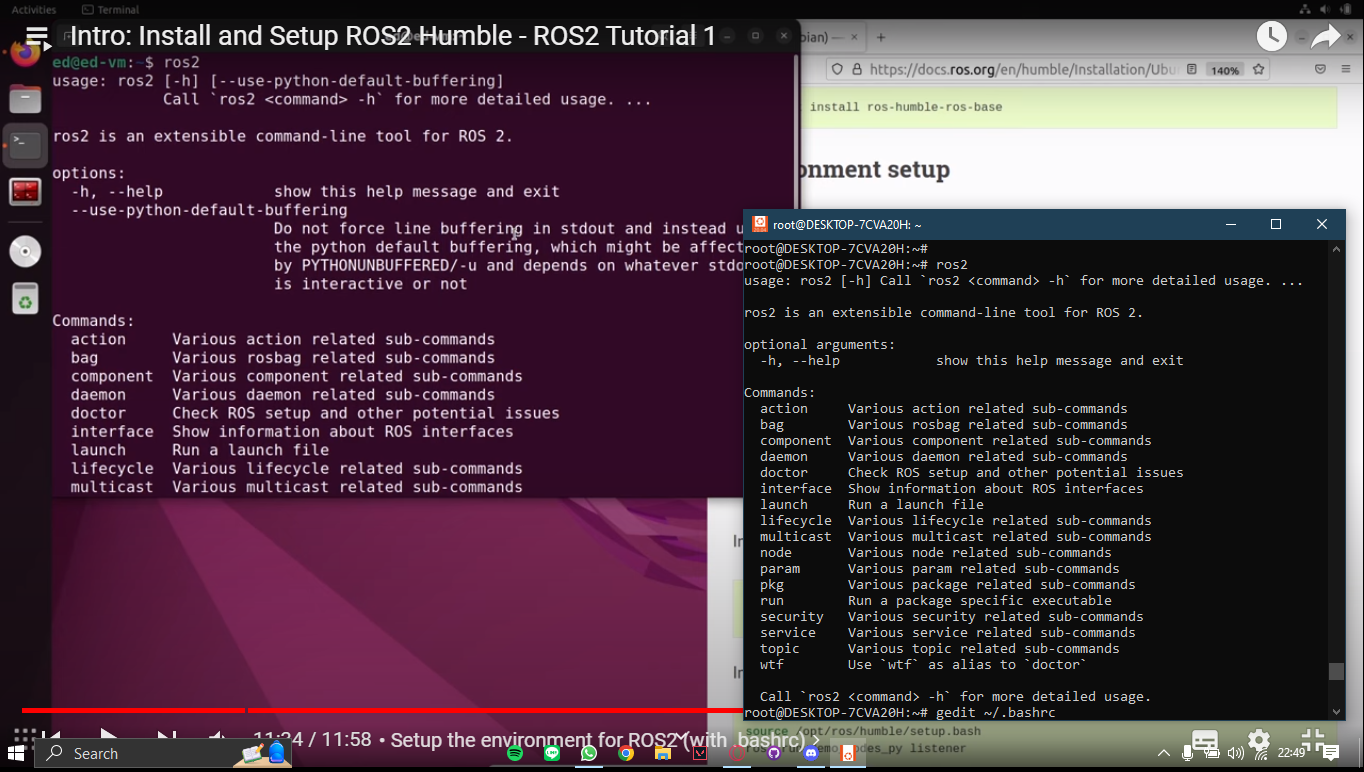 Activities
Terminal
Intro: Install and Setup ROS2 Humble - ROS2 Tutorial 1
ed@ed-vm:~$ ros2
usage: ros2 [-h] [--use-python-default-buffering]
Call `ros2 <command> -h` for more detailed usage. ...
ros2 is an extensible command-line tool for ROS 2.
options:
-h, --help show this help message and exit
--use-python-default-buffering
Do not force line buffering in stdout and instead u
the python default buffering, which might be affect
by PYTHONUNBUFFERED/-u and depends on whatever stdo
is interactive or not
Commands:
action Various action related sub-commands
bag Various rosbag related sub-commands
component Various component related sub-commands
daemon Various daemon related sub-commands
doctor Check ROS setup and other potential issues
interface Show information about ROS interfaces
launch Run a launch file
lifecycle Various lifecycle related sub-commands
multicast Various multicast related sub-commands
bian) —
https://docs.ros.org/en/humble/Installation/Ubu
140%
install ros-humble-ros-base
onment setup
root@DESKTOP-7CVA20H: ~
root@DESKTOP-7CVA20H:~#
root@DESKTOP-7CVA20H:~# ros2
usage: ros2 [-h] Call `ros2 <command> -h` for more detailed usage. ...
ros2 is an extensible command-line tool for ROS 2.
optional arguments:
-h, --help show this help message and exit
Commands:
action Various action related sub-commands
bag Various rosbag related sub-commands
component Various component related sub-commands
daemon Various daemon related sub-commands
doctor Check ROS setup and other potential issues
interface Show information about ROS interfaces
launch Run a launch file
lifecycle Various lifecycle related sub-commands
multicast Various multicast related sub-commands
node Various node related sub-commands
param Various param related sub-commands
pkg Various package related sub-commands
run Run a package specific executable
security Various security related sub-commands
service Various service related sub-commands
topic Various topic related sub-commands
wtf Use `wtf` as alias to `doctor`
Call `ros2 <command> -h` for more detailed usage.
root@DESKTOP-7CVA20H:~# gedit ~/.bashrc
In
In
source /opt/ros/humble/setup.bash
listener
11:34 / 11:58 • Setup the environment for ROS2 (with .bashrc)
Search
22:49